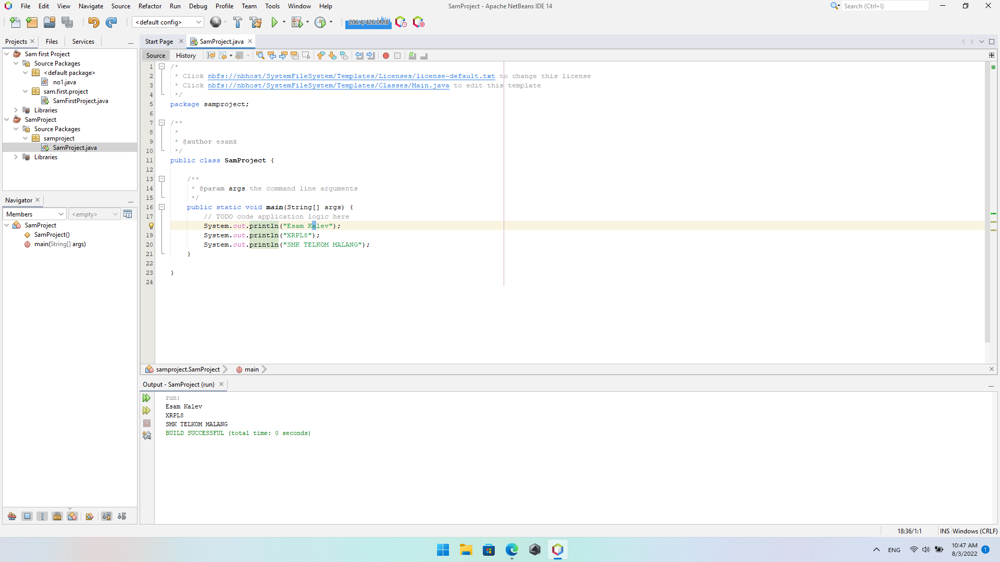 File Edit View Navigate Source Refactor Run Debug Profile Team Tools Window Help
SamProject - Apache NetBeans IDE 14
Search (Ctrl+I)
<default config>
206.4/426.0MB
Projects Files Services
Sam first Project
Source Packages
<default package>
no1.java
sam.first.project
SamFirstProject.java
Libraries
SamProject
Source Packages
samproject
SamProject.java
Libraries
Navigator
Members <empty>
SamProject
SamProject()
main(String[] args)
Start Page SamProject.java
Source History
1 /*
2 * Click nbfs://nbhost/SystemFileSystem/Templates/Licenses/license-default.txt to change this license
3 * Click nbfs://nbhost/SystemFileSystem/Templates/Classes/Main.java to edit this template
4 */
5 package samproject;
6
7 /**
8 *
9 * @author esamk
10 */
11 public class SamProject {
12
13 /**
14 * @param args the command line arguments
15 */
16 public static void main(String[] args) {
17 // TODO code application logic here
System.out.println("Esam Kalev");
19 System.out.println("XRPL8");
20 System.out.println("SMK TELKOM MALANG");
21 }
22
23 }
24
samproject.SamProject main
Output - SamProject (run)
run:
Esam Kalev
XRPL8
SMK TELKOM MALANG
BUILD SUCCESSFUL (total time: 0 seconds)
18:36/1:1 INS Windows (CRLF)
ENG
10:47 AM
8/3/2022
1